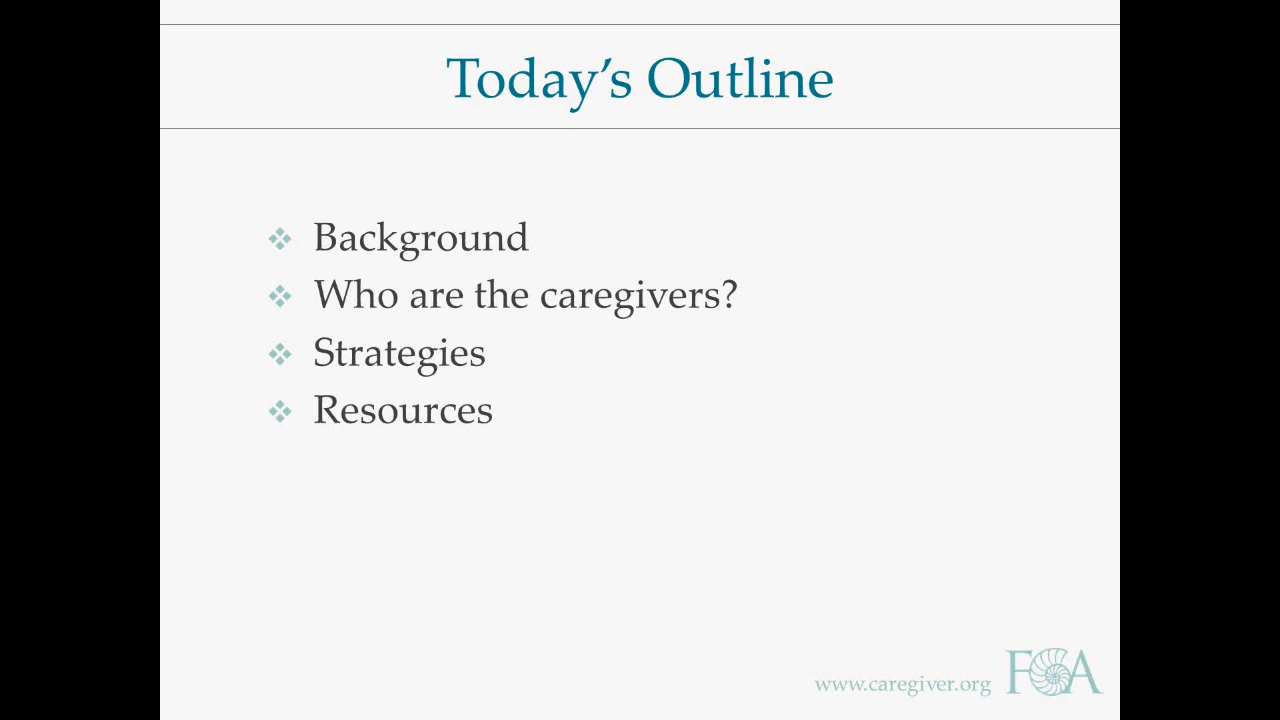 Today’s Outline
Background
Who are the caregivers?
Strategies
Resources
www.caregiver.org FCA